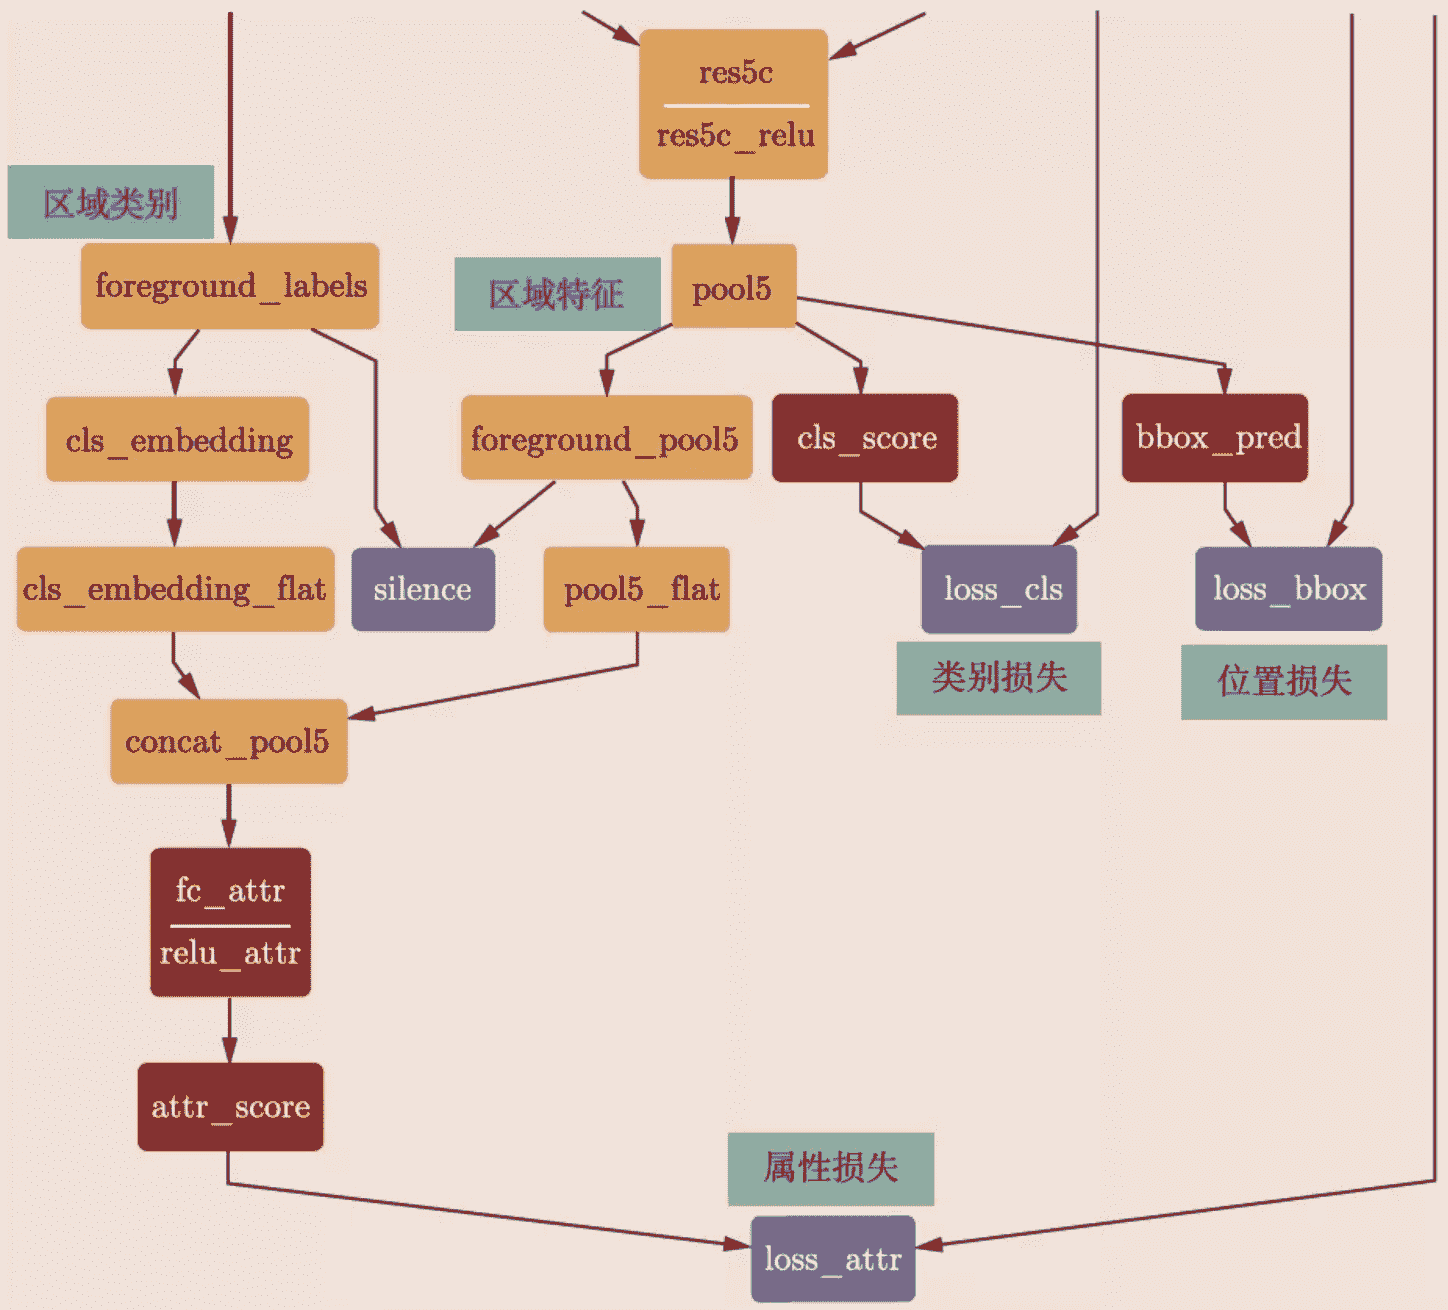 res5c
res5c_relu
区域类别
foreground_labels
区域特征
pool5
cls_embedding
foreground_pool5
cls_score
bbox_pred
cls_embedding_flat
silence
pool5_flat
loss_cls
loss_bbox
类别损失
位置损失
concat_pool5
fc_attr
relu_attr
attr_score
属性损失
loss_attr